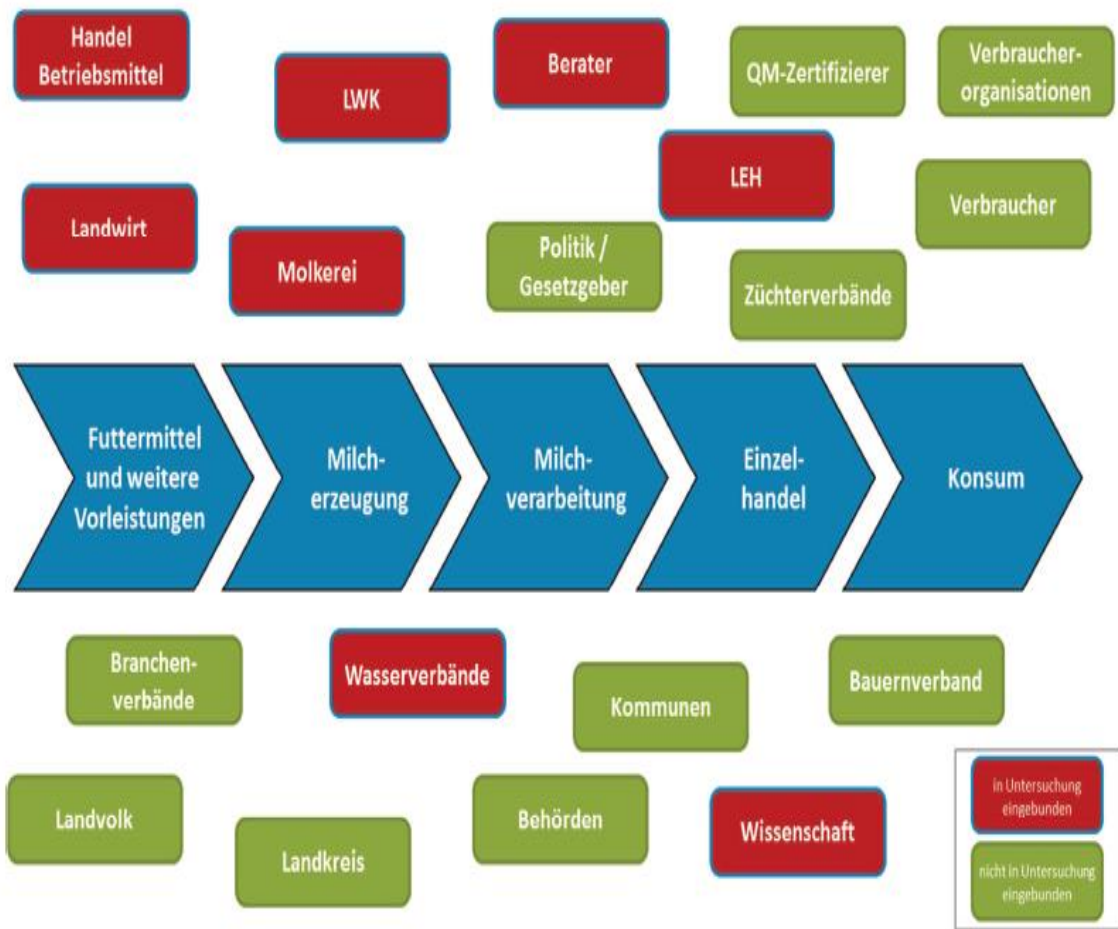 Handel
Betriebsmittel
LWK
Berater
QM-Zertifizierer
Verbraucher-
organisationen
Landwirt
Molkerei
Politik /
Gesetzgeber
LEH
Züchterverbände
Verbraucher
Futtermittel
und weitere
Vorleistungen
Milch-
erzeugung
Milch-
verarbeitung
Einzel-
handel
Konsum
Branchen-
verbände
Wasserverbände
Kommunen
Bauernverband
Landvolk
Landkreis
Behörden
Wissenschaft
in Untersuchung
eingebunden
nicht in Untersuchung
eingebunden